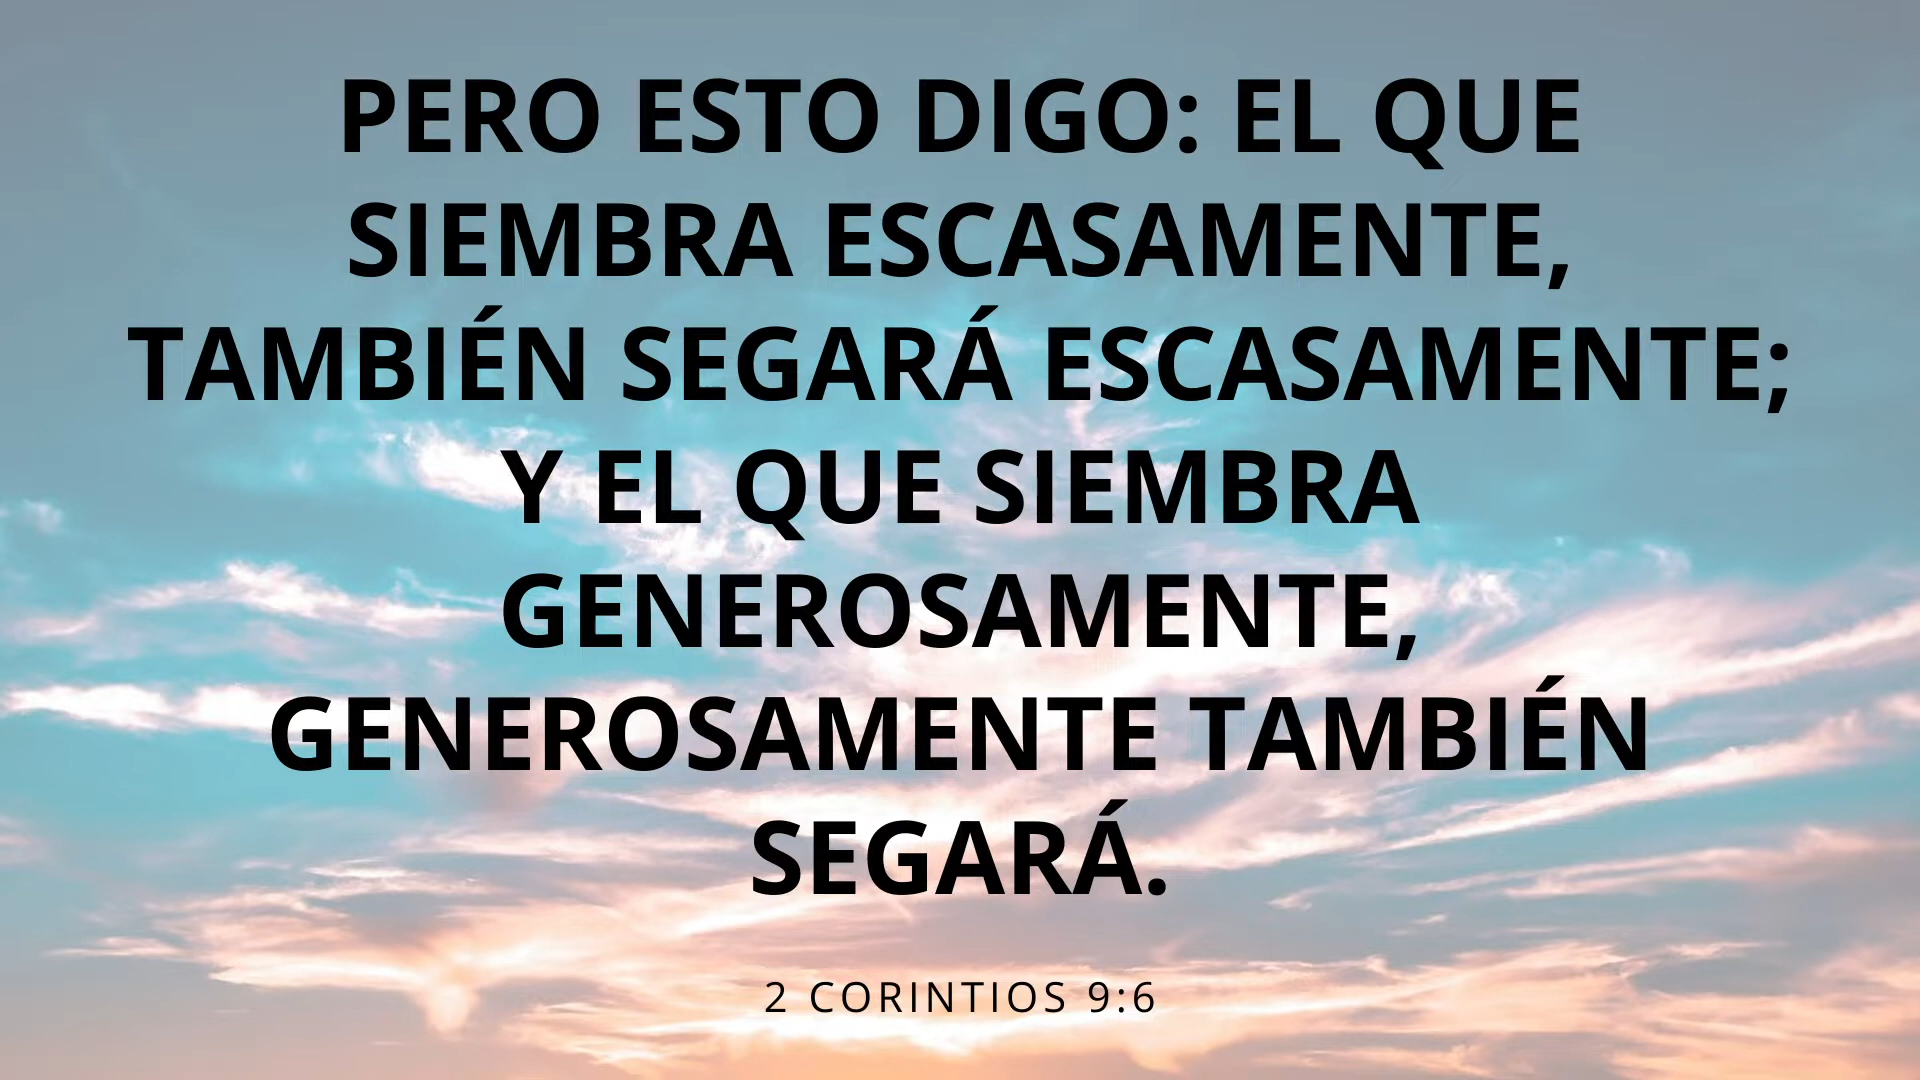 PERO ESTO DIGO: EL QUE
SIEMBRA ESCASAMENTE,
TAMBIÉN SEGARÁ ESCASAMENTE;
Y EL QUE SIEMBRA
GENEROSAMENTE,
GENEROSAMENTE TAMBIÉN
SEGARÁ.
2 CORINTIOS 9:6